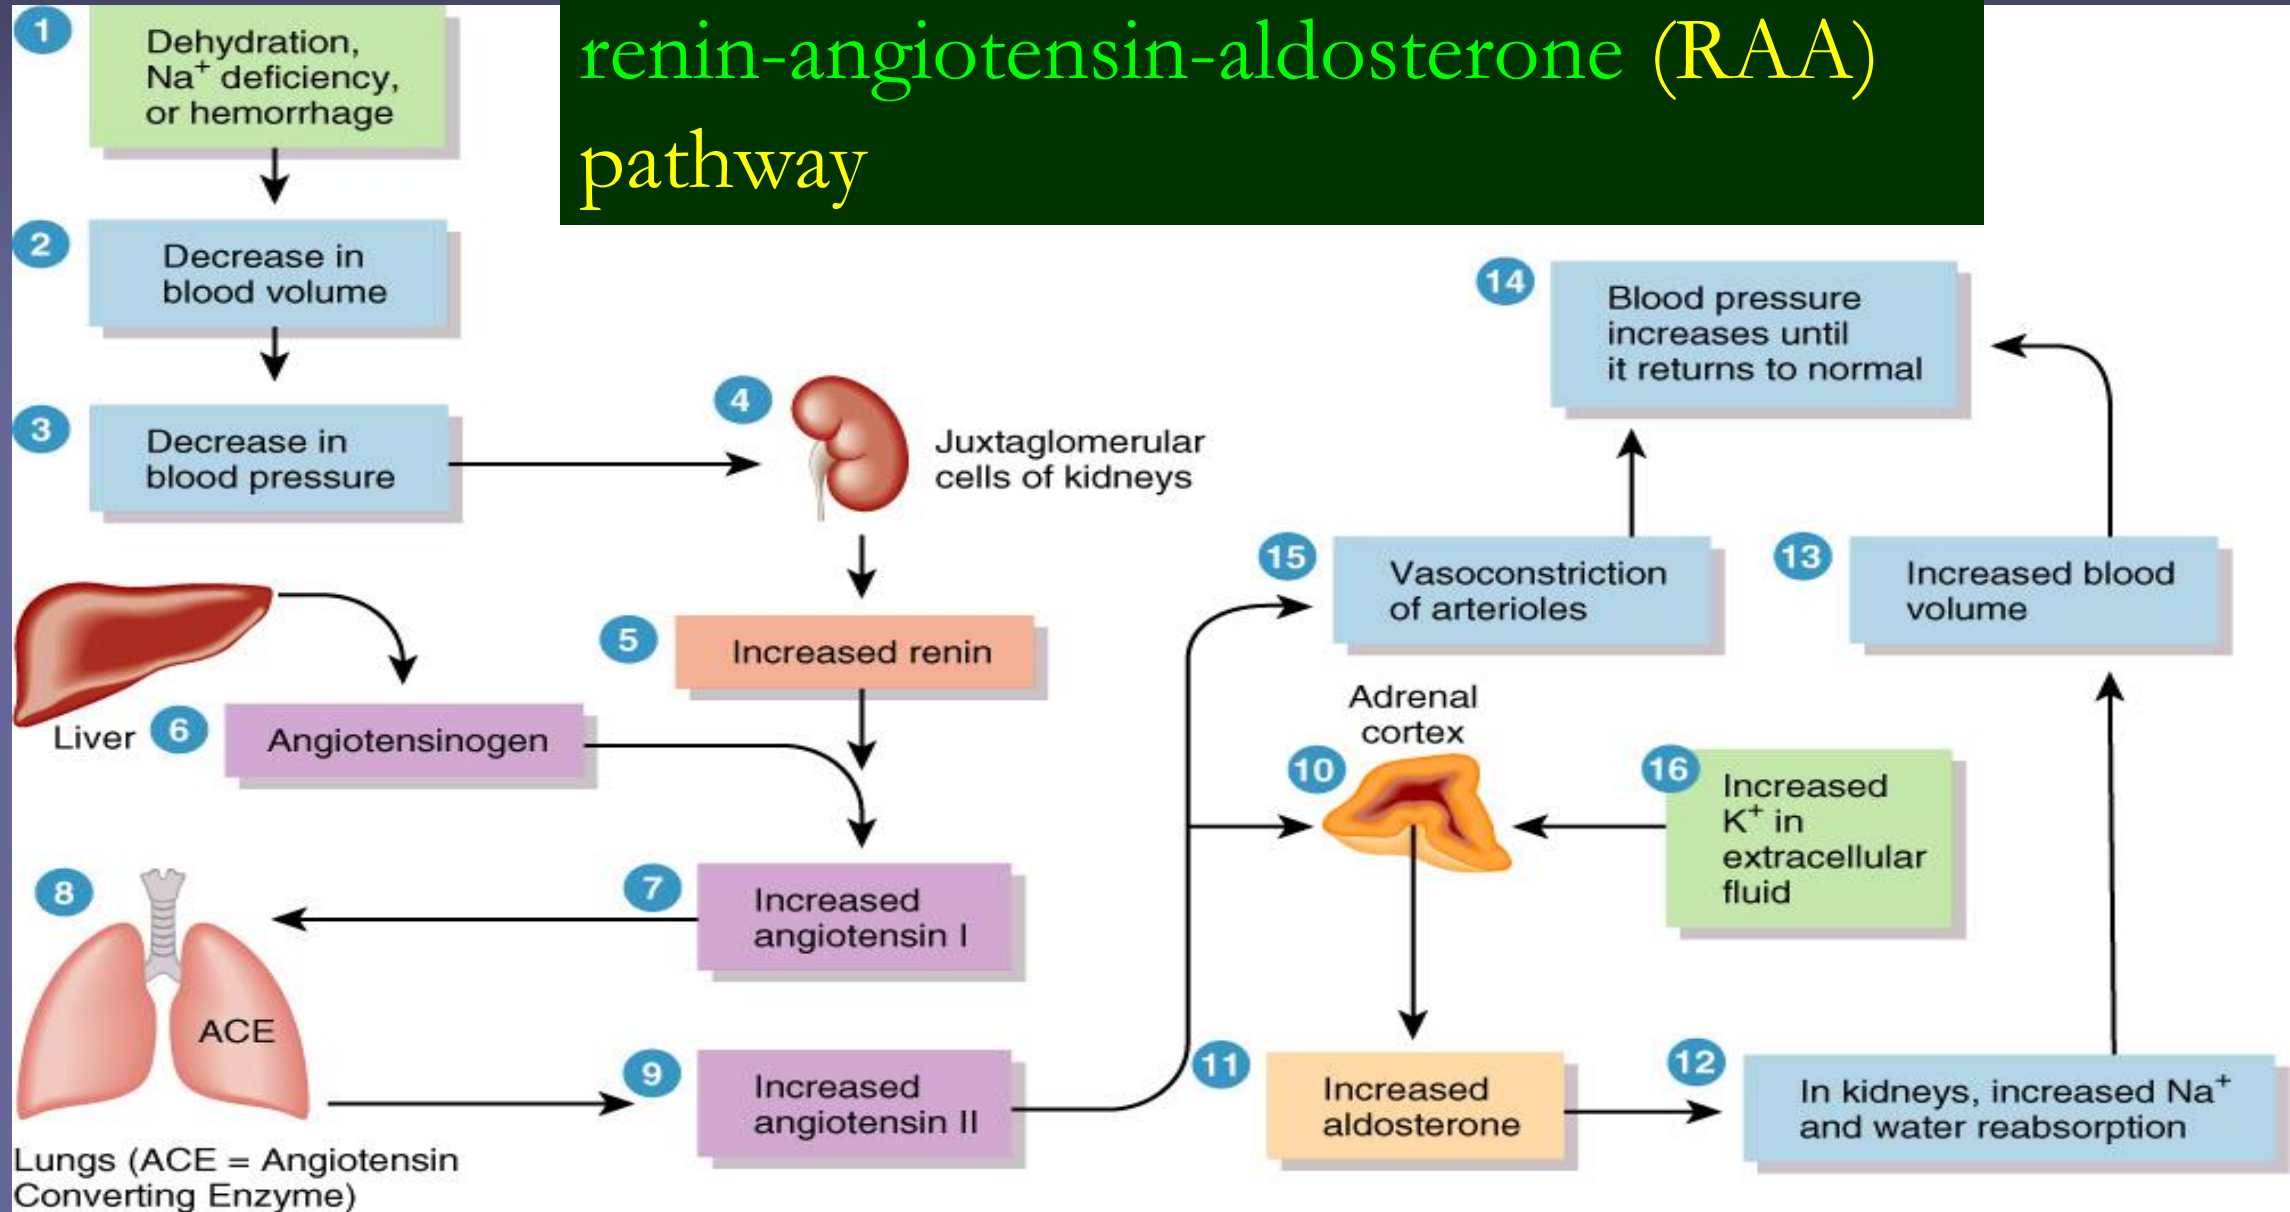 renin-angiotensin-aldosterone (RAA)
pathway
1
Dehydration,
Na⁺ deficiency,
or hemorrhage
2
Decrease in
blood volume
3
Decrease in
blood pressure
4
Juxtaglomerular
cells of kidneys
5
Increased renin
Liver
6
Angiotensinogen
7
Increased
angiotensin I
8
ACE
Lungs (ACE = Angiotensin
Converting Enzyme)
9
Increased
angiotensin II
10
Adrenal
cortex
11
Increased
aldosterone
12
In kidneys, increased Na⁺
and water reabsorption
13
Increased blood
volume
14
Blood pressure
increases until
it returns to normal
15
Vasoconstriction
of arterioles
16
Increased
K⁺ in
extracellular
fluid